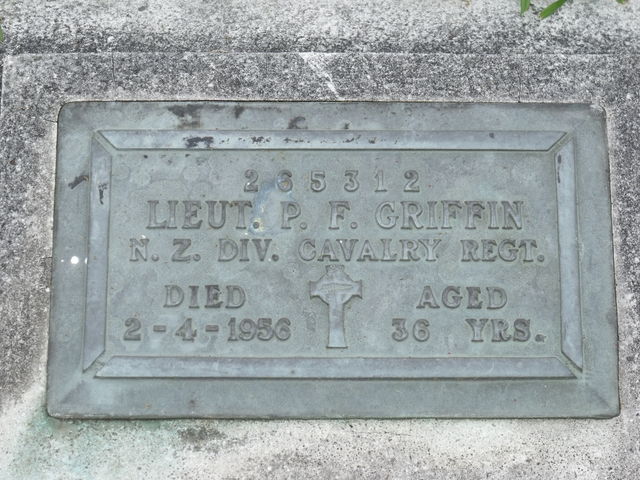 265312
LIEUT. P. F. GRIFFIN
N. Z. DIV. CAVALRY REGT.
DIED AGED
2-4-1956 36 YRS.